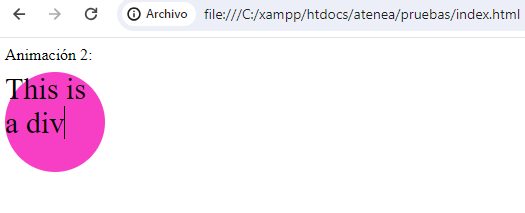 Archivo file:///C:/xampp/htdocs/atenea/pruebas/index.html
Animación 2:
This is
a div